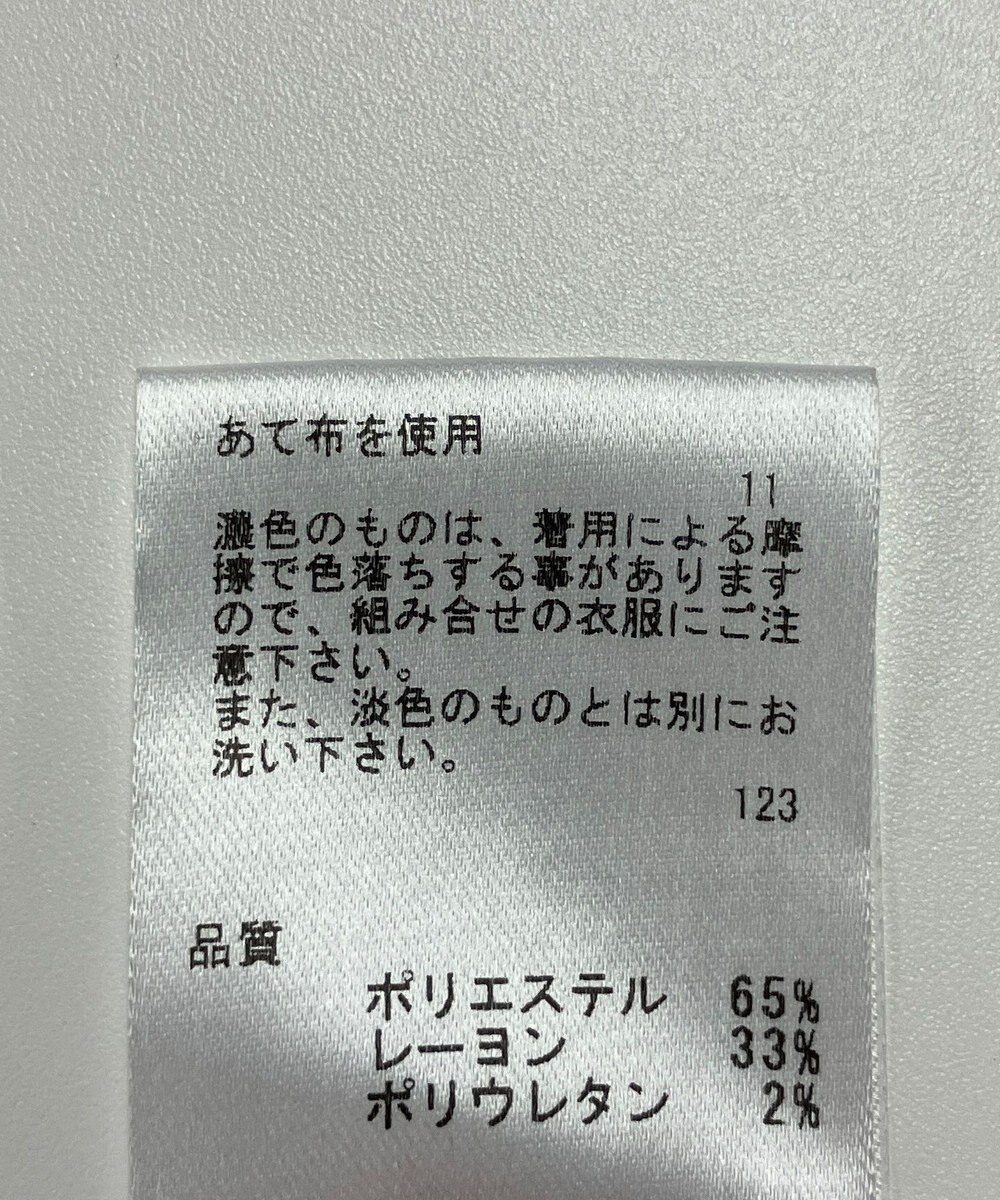 あて布を使用
11
濃色のものは、着用による摩
擦で色落ちする事があります
ので、組み合せの衣服にご注
意下さい。
また、淡色のものとは別にお
洗い下さい。
123
品質
ポリエステル 65%
レーヨン 33%
ポリウレタン 2%